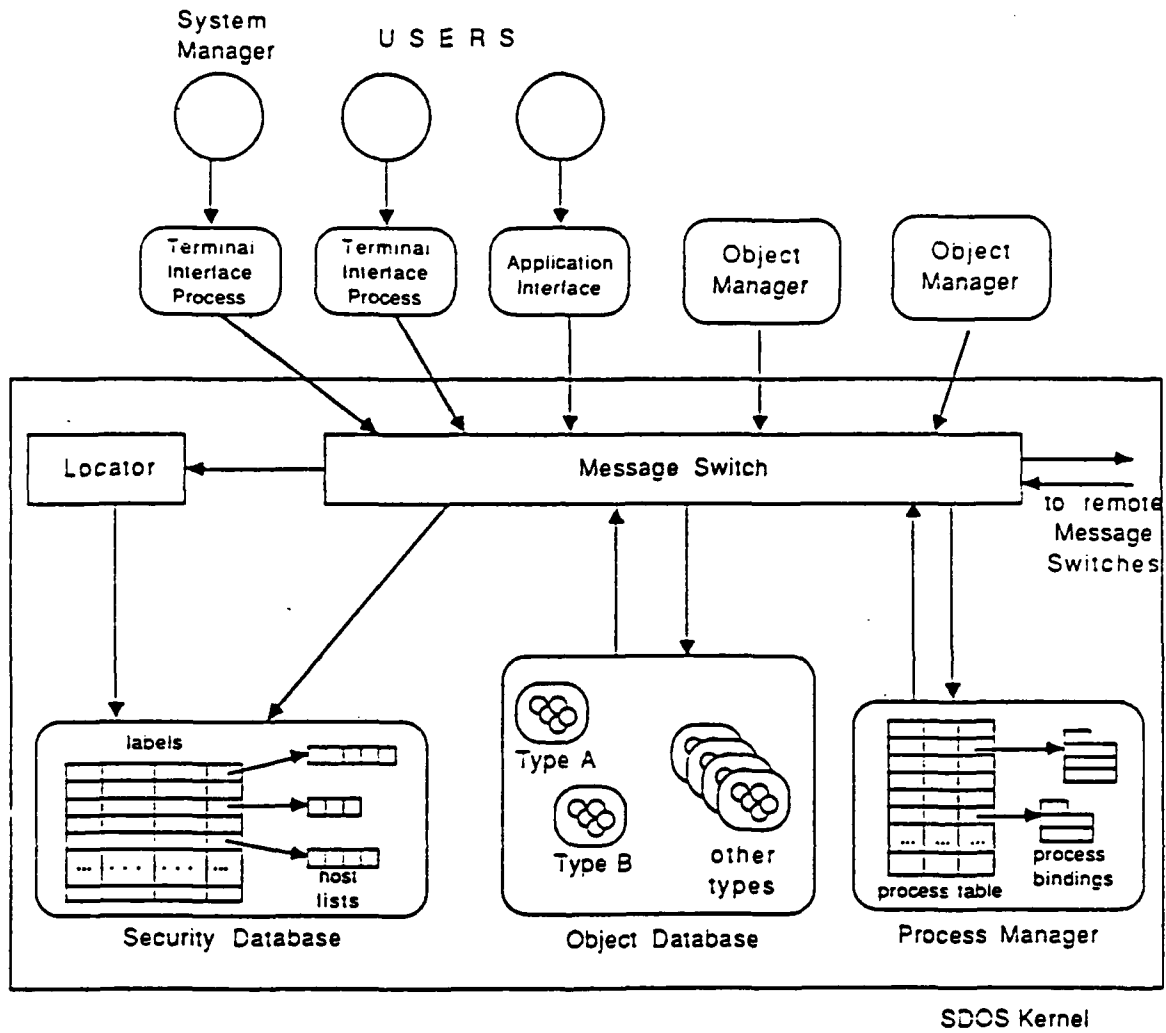 System
Manager
U S E R S
Terminal
Interface
Process
Terminal
Interface
Process
Application
Interface
Object
Manager
Object
Manager
Locator
Message Switch
to remote
Message
Switches
labels
... . . . . . . ...
host
lists
Security Database
Type A
Type B
other
types
Object Database
... ... ...
process table
process
bindings
Process Manager
SDOS Kernel